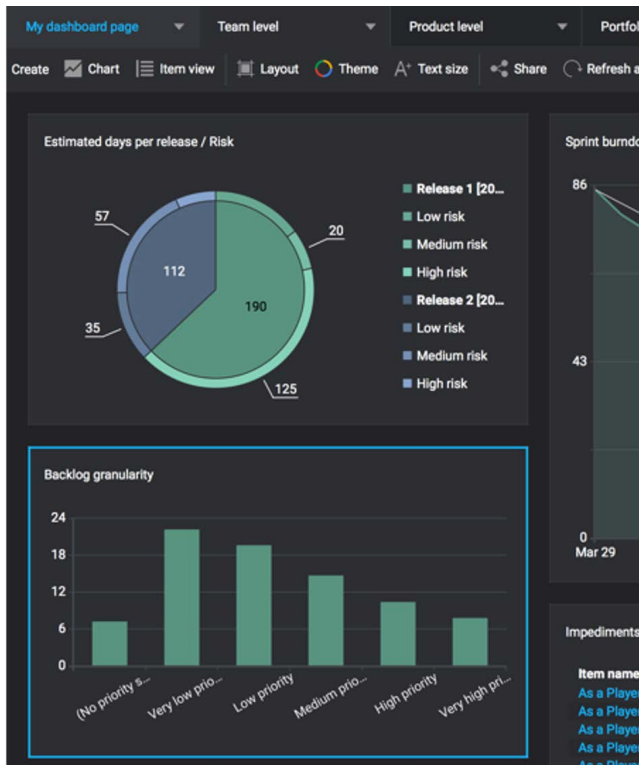 My dashboard page Team level Product level Portfol
Create Chart Item view Layout Theme A+ Text size Share Refresh a
Estimated days per release / Risk
57
20
112
190
35
125
Release 1 [20...
Low risk
Medium risk
High risk
Release 2 [20...
Low risk
Medium risk
High risk
Backlog granularity
24
18
12
6
0
(No priority s...
Very low prio...
Low priority
Medium prio...
High priority
Very high pri...
Sprint burndo
86
43
0
Mar 29
Impediments
Item name
As a Player
As a Player
As a Player
As a Player
As a Player